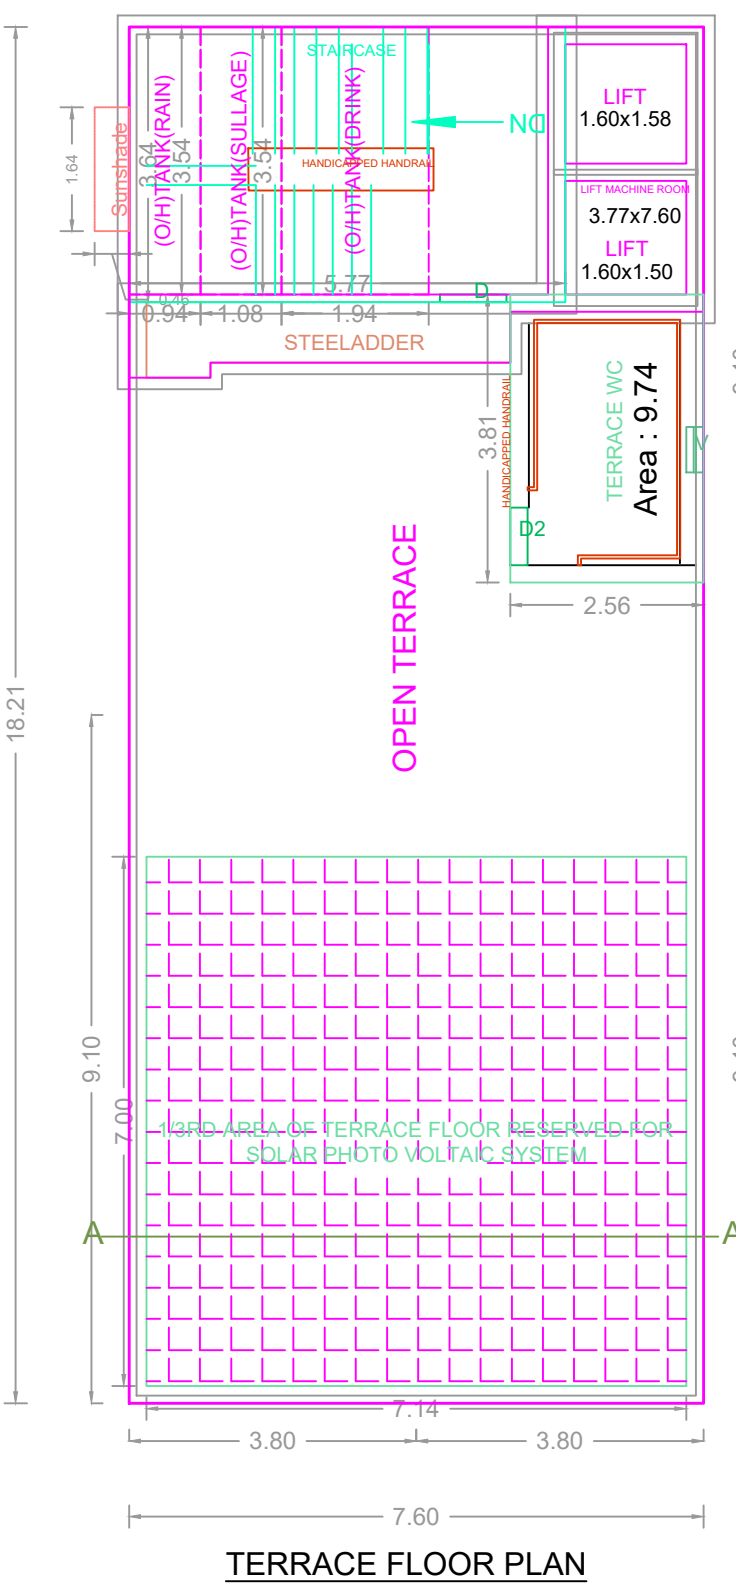 STAIRCASE
LIFT
1.60x1.58
DN
(O/H)TANK(RAIN)
(O/H)TANK(SULLAGE)
(O/H)TANK(DRINK)
3.64
3.54
3.54
HANDICAPPED HANDRAIL
Sunshade
1.64
LIFT MACHINE ROOM
3.77x7.60
LIFT
1.60x1.50
5.77
D
0.46
0.94
1.08
1.94
STEELADDER
3.81
HANDICAPPED HANDRAIL
TERRACE WC
Area : 9.74
V
D2
2.56
OPEN TERRACE
18.21
9.10
7.00
1/3RD AREA OF TERRACE FLOOR RESERVED FOR
SOLAR PHOTO VOLTAIC SYSTEM
A
A
7.14
3.80
3.80
7.60
TERRACE FLOOR PLAN